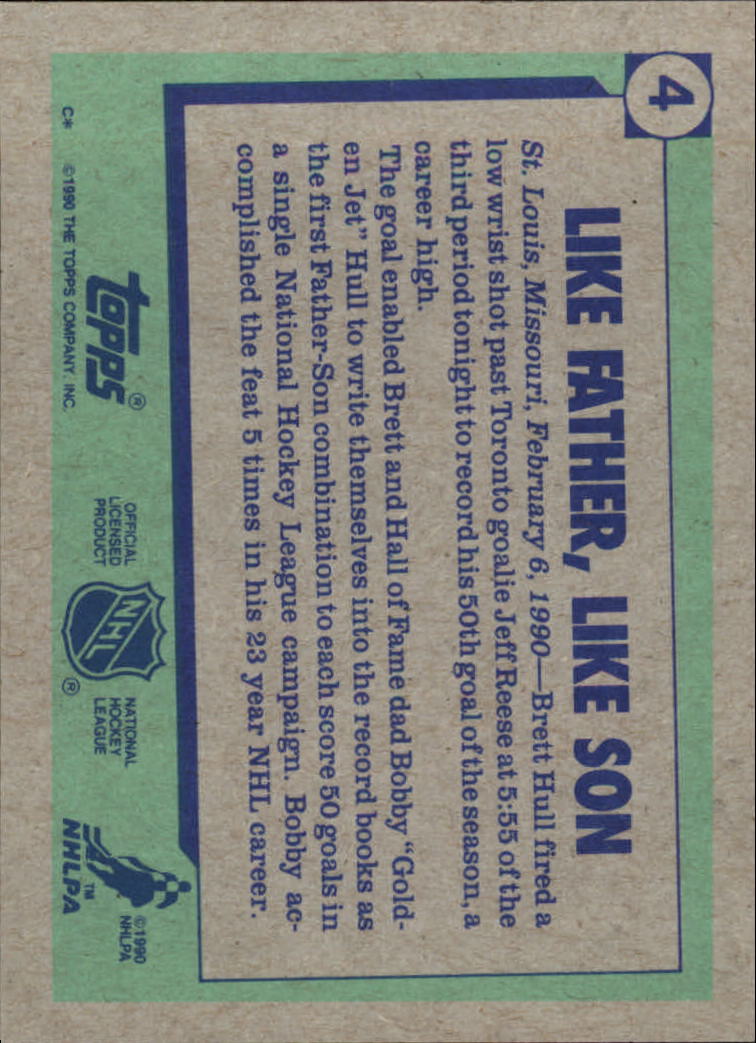 4
LIKE FATHER, LIKE SON
St. Louis, Missouri, February 6, 1990—Brett Hull fired a
low wrist shot past Toronto goalie Jeff Reese at 5:55 of the
third period tonight to record his 50th goal of the season, a
career high.
The goal enabled Brett and Hall of Fame dad Bobby "Gold-
en Jet" Hull to write themselves into the record books as
the first Father-Son combination to each score 50 goals in
a single National Hockey League campaign. Bobby ac-
complished the feat 5 times in his 23 year NHL career.
topps®
OFFICIAL
LICENSED
PRODUCT
NHL
®
NATIONAL
HOCKEY
LEAGUE
©1990
NHLPA
TM
NHLPA
C* ©1990 THE TOPPS COMPANY, INC.